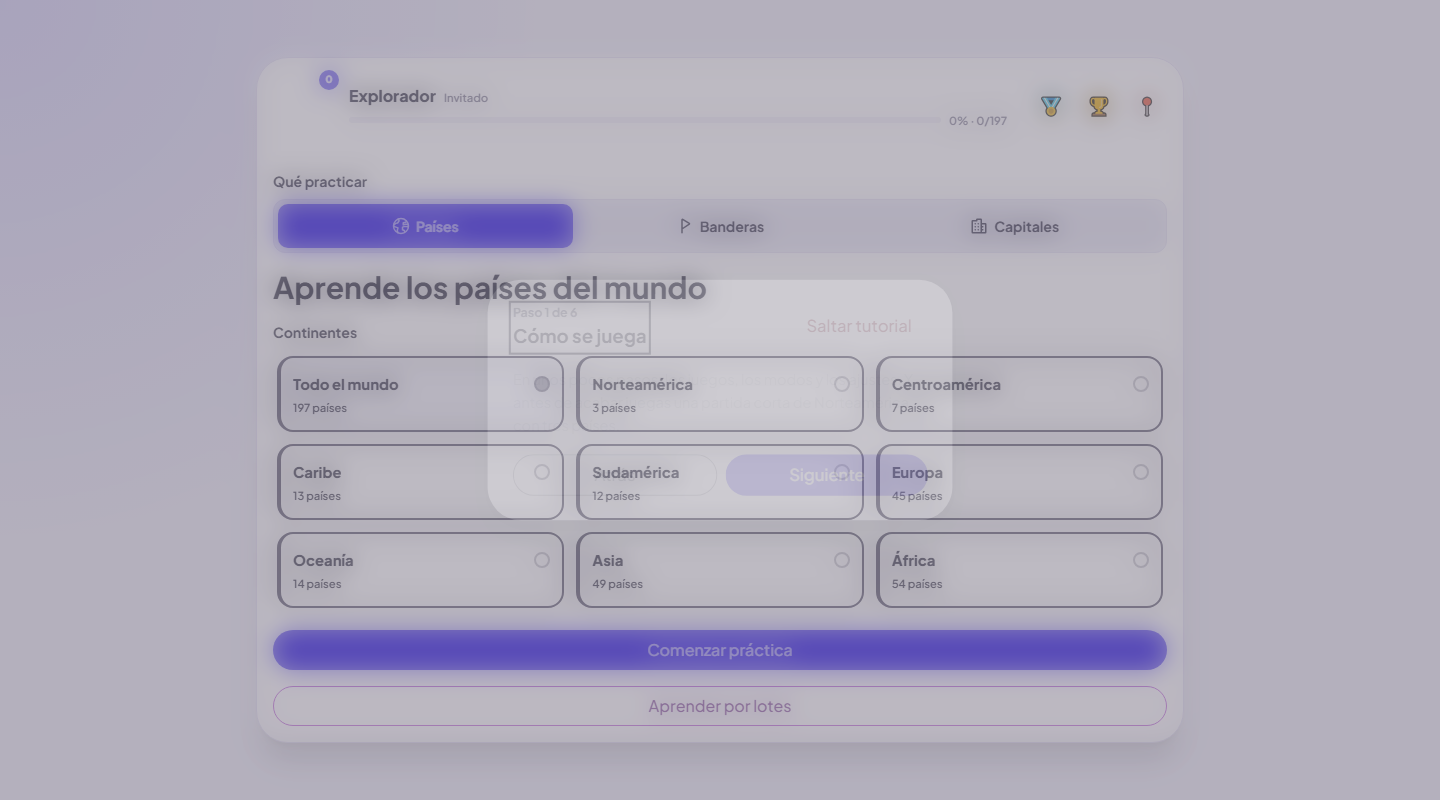 0
Explorador Invitado
0% · 0/197
Qué practicar
Países
Banderas
Capitales
Aprende los países del mundo
Paso 1 de 6
Cómo se juega
Saltar tutorial
Continentes
Todo el mundo
197 países
Norteamérica
3 países
Centroamérica
7 países
Caribe
13 países
Sudamérica
12 países
Europa
45 países
Siguiente
Oceanía
14 países
Asia
49 países
África
54 países
Comenzar práctica
Aprender por lotes